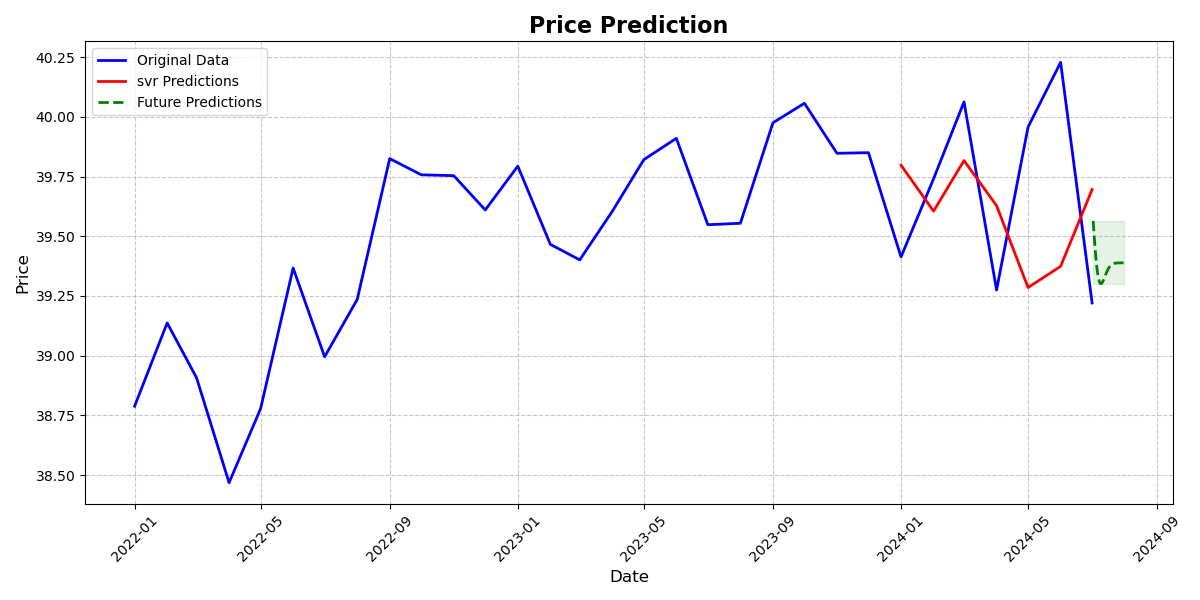 Price Prediction
Original Data
svr Predictions
Future Predictions
Price
40.25
40.00
39.75
39.50
39.25
39.00
38.75
38.50
2022-01
2022-05
2022-09
2023-01
2023-05
2023-09
2024-01
2024-05
2024-09
Date